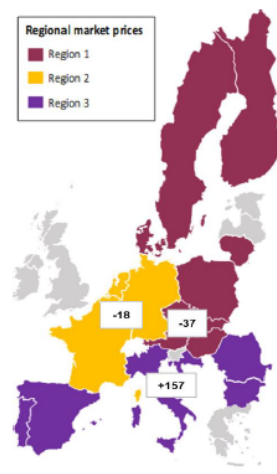 Regional market prices
Region 1
Region 2
Region 3
-18
-37
+157